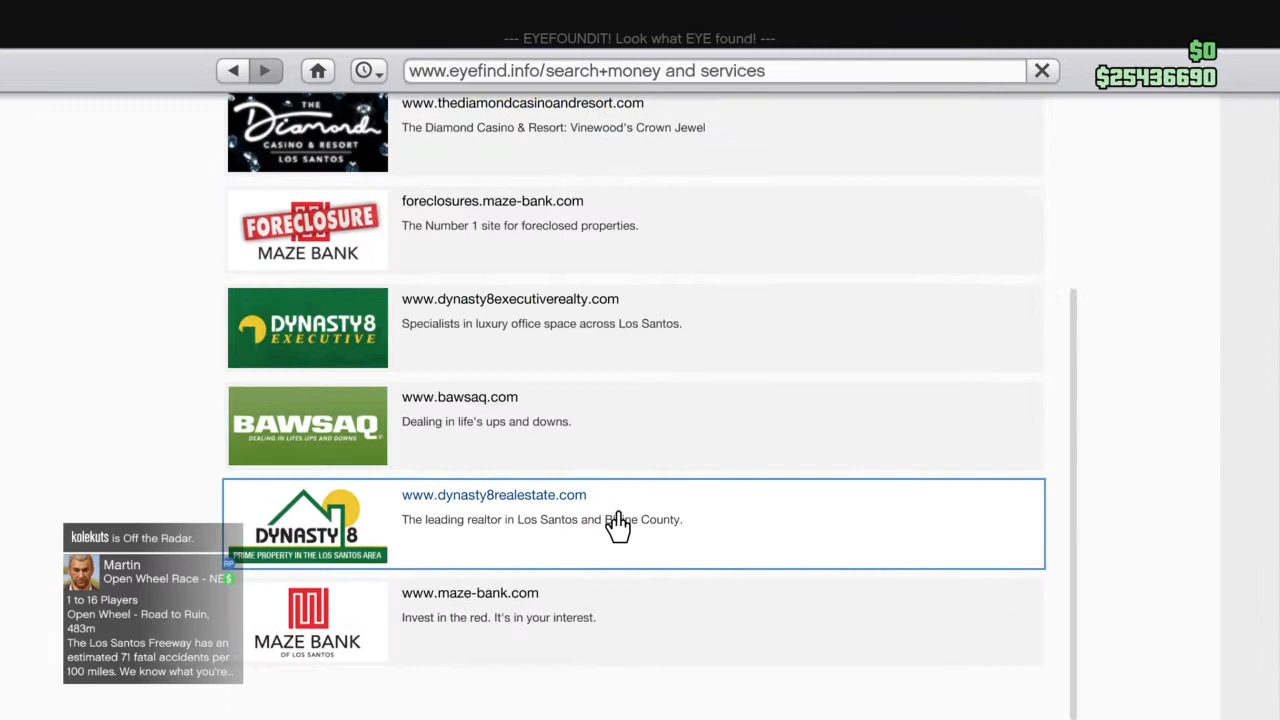 --- EYEFOUNDIT! Look what EYE found! ---
$0
www.eyefind.info/search+money and services
$25436690
THE
Diamond
CASINO & RESORT
LOS SANTOS
www.thediamondcasinoandresort.com
The Diamond Casino & Resort: Vinewood's Crown Jewel
FORECLOSURE
MAZE BANK
foreclosures.maze-bank.com
The Number 1 site for foreclosed properties.
DYNASTY8
EXECUTIVE
www.dynasty8executiverealty.com
Specialists in luxury office space across Los Santos.
BAWSAQ
DEALING IN LIFES UPS AND DOWNS
www.bawsaq.com
Dealing in life's ups and downs.
DYNASTY 8
PRIME PROPERTY IN THE LOS SANTOS AREA
www.dynasty8realestate.com
The leading realtor in Los Santos and County.
MAZE BANK
OF LOS SANTOS
www.maze-bank.com
Invest in the red. It's in your interest.
kolekuts is Off the Radar.
RP
Martin
Open Wheel Race - NE $
1 to 16 Players
Open Wheel - Road to Ruin,
483m
The Los Santos Freeway has an
estimated 71 fatal accidents per
100 miles. We know what you're...